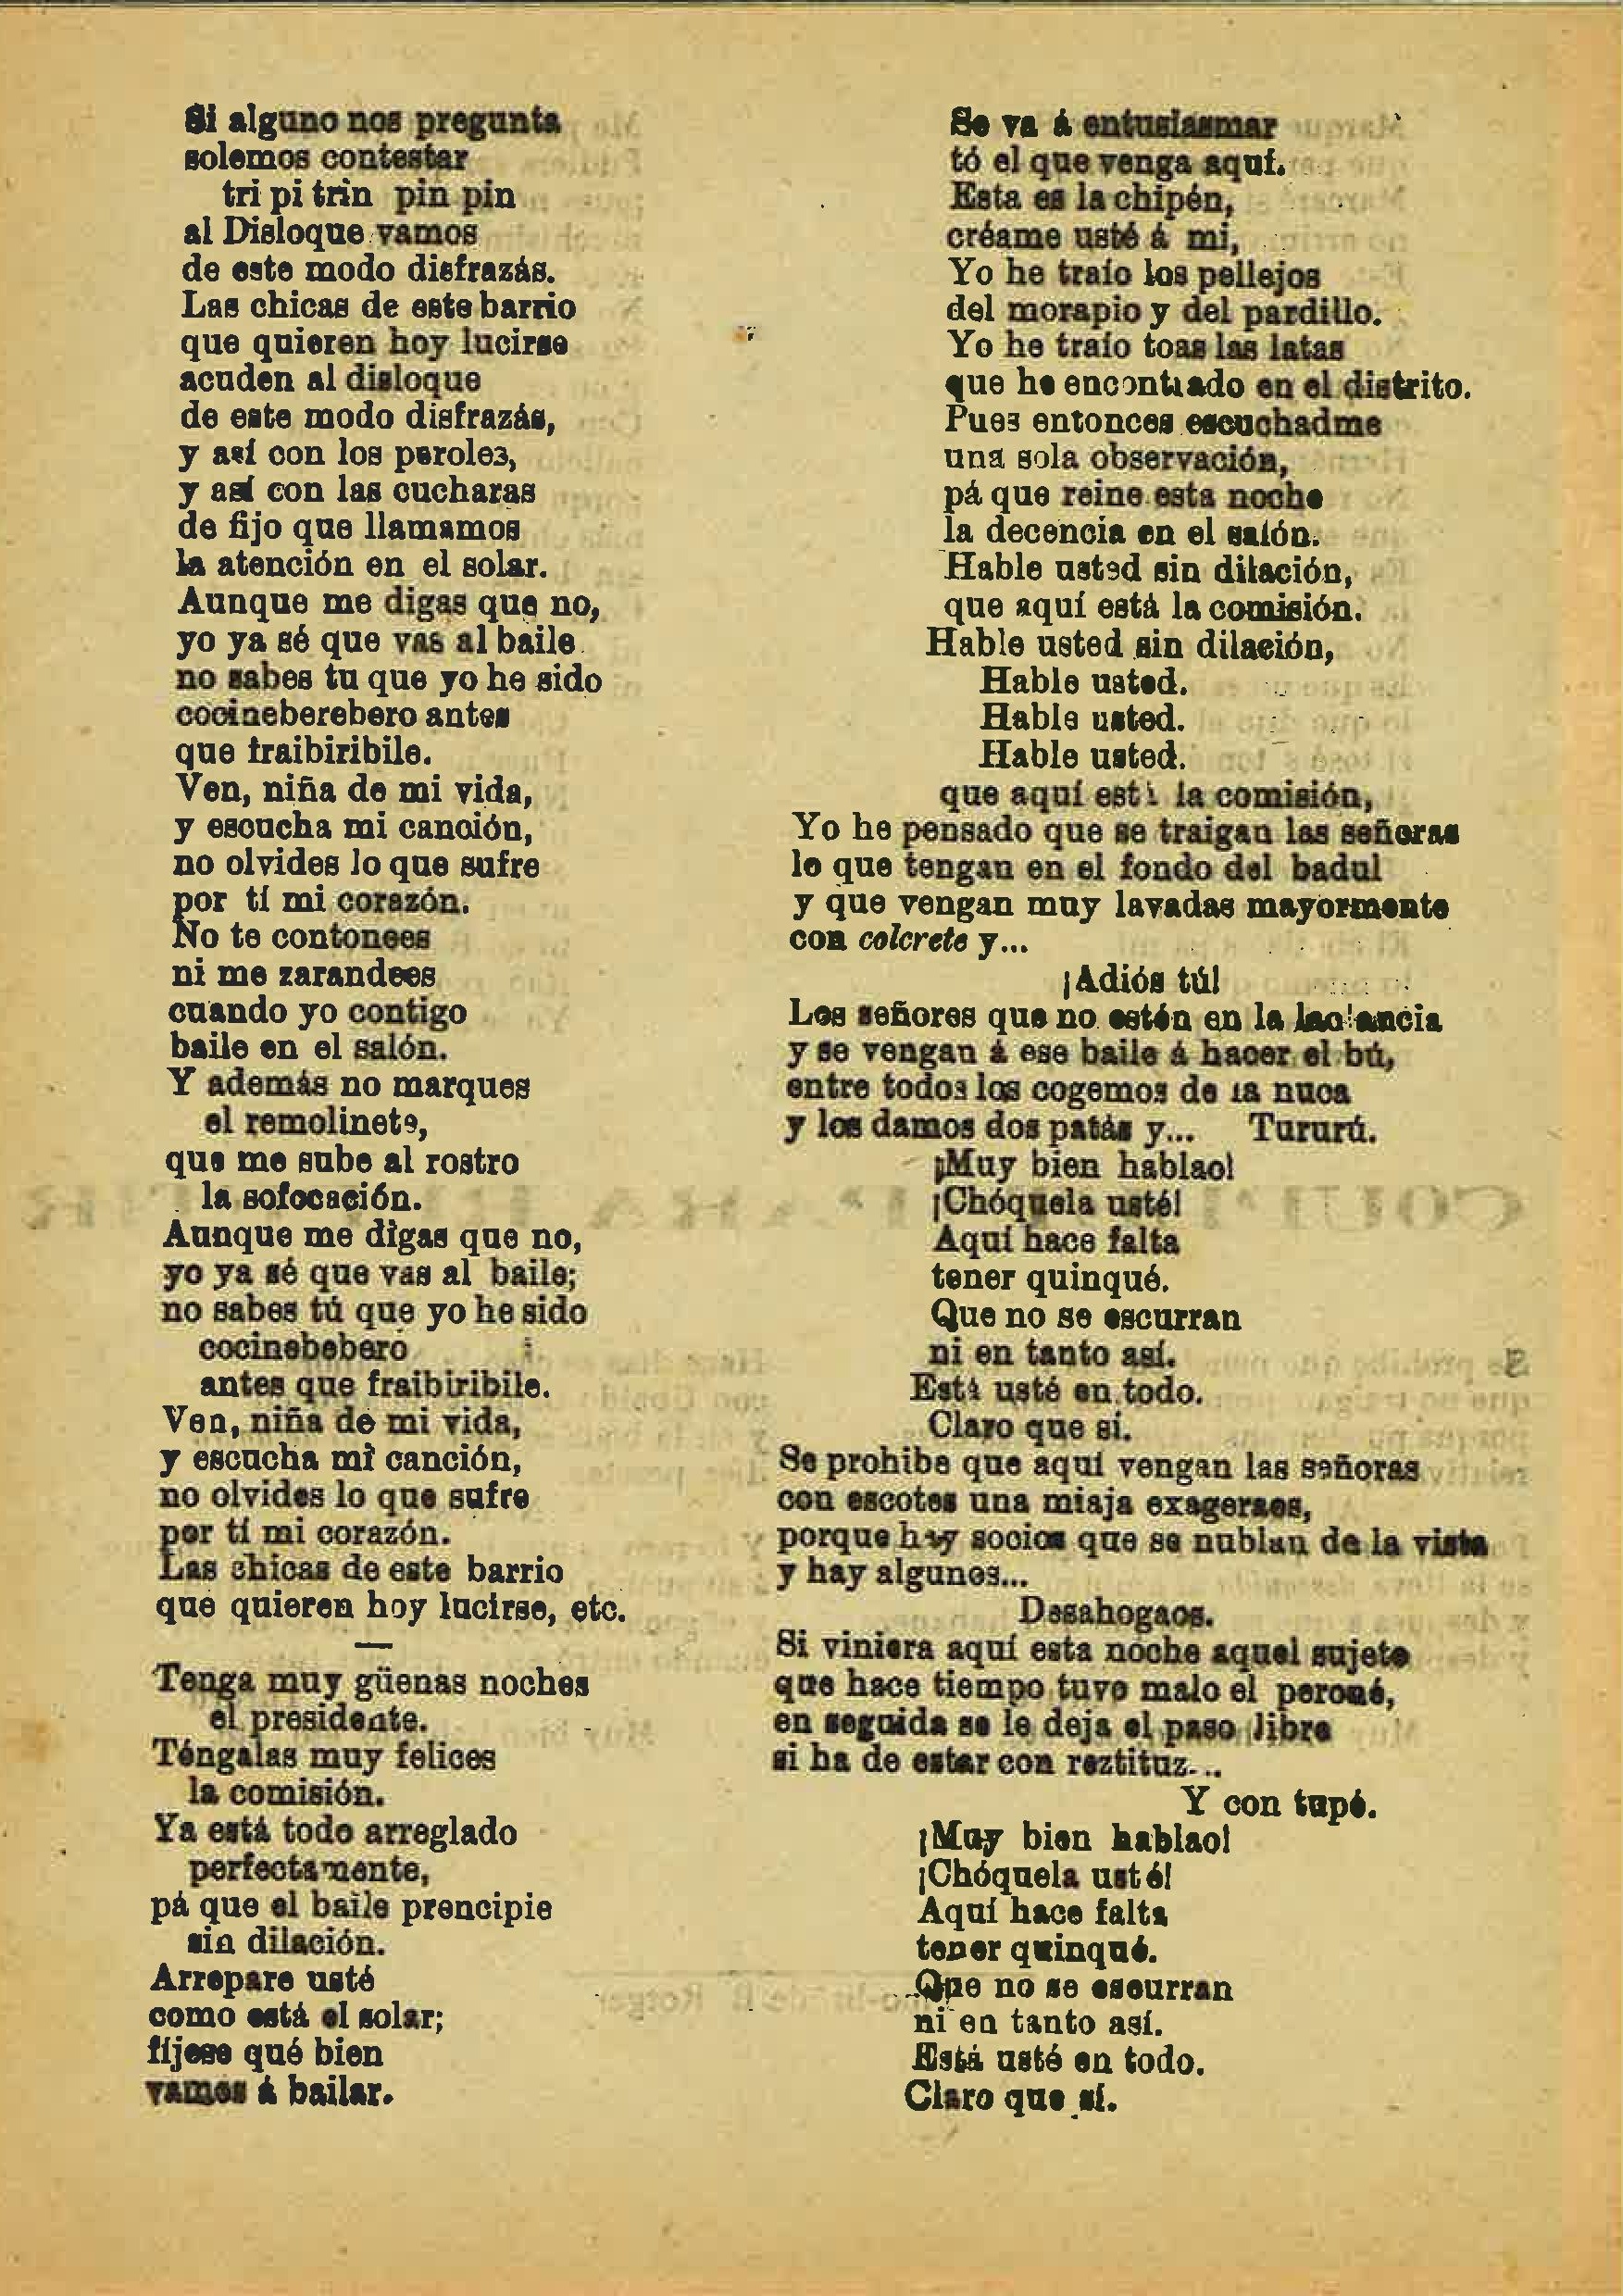 Si alguno nos pregunta
solemos contestar
tri pi trin pin pin
al Disloque vamos
de este modo disfrazás.
Las chicas de este barrio
que quieren hoy lucirse
acuden al disloque
de este modo disfrazás,
y así con los peroles,
y así con las cucharas
de fijo que llamamos
la atención en el solar.
Aunque me digas que no,
yo ya sé que vas al baile
no sabes tu que yo he sido
cocineberebero antes
que fraibiribile.
Ven, niña de mi vida,
y escucha mi canción,
no olvides lo que sufre
por tí mi corazón.
No te contonees
ni me zarandees
cuando yo contigo
baile en el salón.
Y además no marques
el remolinete,
que me sube al rostro
la sofocación.
Aunque me digas que no,
yo ya sé que vas al baile;
no sabes tú que yo he sido
cocinebebero
antes que fraibiribile.
Ven, niña de mi vida,
y escucha mi canción,
no olvides lo que sufre
por tí mi corazón.
Las chicas de este barrio
que quieren hoy lucirse, etc.
Tenga muy güenas noches
el presidente.
Téngalas muy felices
la comisión.
Ya está todo arreglado
perfectamente,
pá que el baile prencipie
sin dilación.
Arrepare usté
como está el solar;
fíjese qué bien
vamos á bailar.
Se va á entusiasmar
tó el que venga aquí.
Esta es la chipén,
créame usté á mi,
Yo he traío los pellejos
del morapio y del pardillo.
Yo he traío toas las latas
que he encontrado en el distrito.
Pues entonces escuchadme
una sola observación,
pá que reine esta noche
la decencia en el salón.
Hable usted sin dilación,
que aquí está la comisión.
Hable usted sin dilación,
Hable usted.
Hable usted.
Hable usted.
que aquí está la comisión,
Yo he pensado que se traigan las señoras
lo que tengan en el fondo del badul
y que vengan muy lavadas mayormente
con colcrete y...
¡Adiós tú!
Los señores que no estén en la
y se vengan á ese baile á hacer el bú,
entre todos los cogemos de la nuca
y los damos dos patás y... Tururú.
¡Muy bien hablao!
¡Chóquela usté!
Aquí hace falta
tener quinqué.
Que no se escurran
ni en tanto así.
Está usté en todo.
Claro que sí.
Se prohibe que aquí vengan las señoras
con escotes una miaja exageraos,
porque hay socios que se nublan de la vista
y hay algunos...
Desahogaos.
Si viniera aquí esta noche aquel sujeto
que hace tiempo tuvo malo el peroné,
en seguida se le deja el paso libre
si ha de estar con reztituz...
Y con tupé.
¡Muy bien hablao!
¡Chóquela usté!
Aquí hace falta
tener quinqué.
Que no se escurran
ni en tanto así.
Está usté en todo.
Claro que sí.